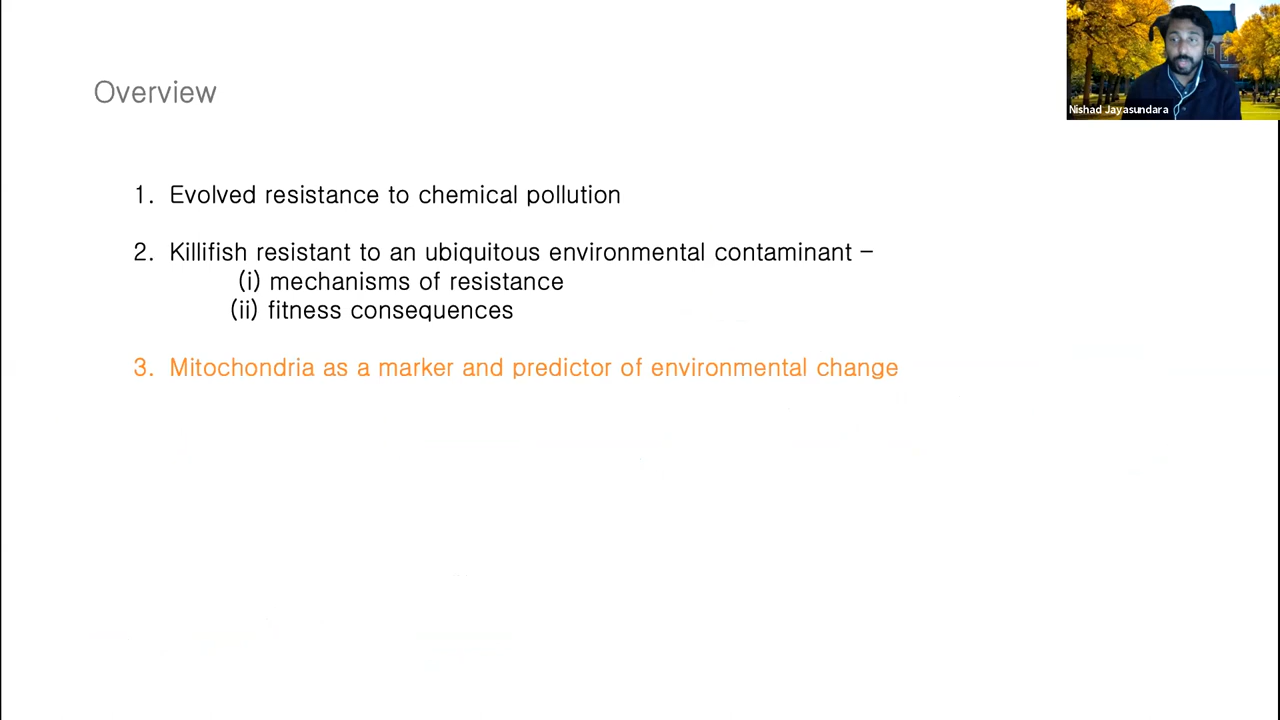 Overview
Nishad Jayasundara
1. Evolved resistance to chemical pollution
2. Killifish resistant to an ubiquitous environmental contaminant –
(i) mechanisms of resistance
(ii) fitness consequences
3. Mitochondria as a marker and predictor of environmental change